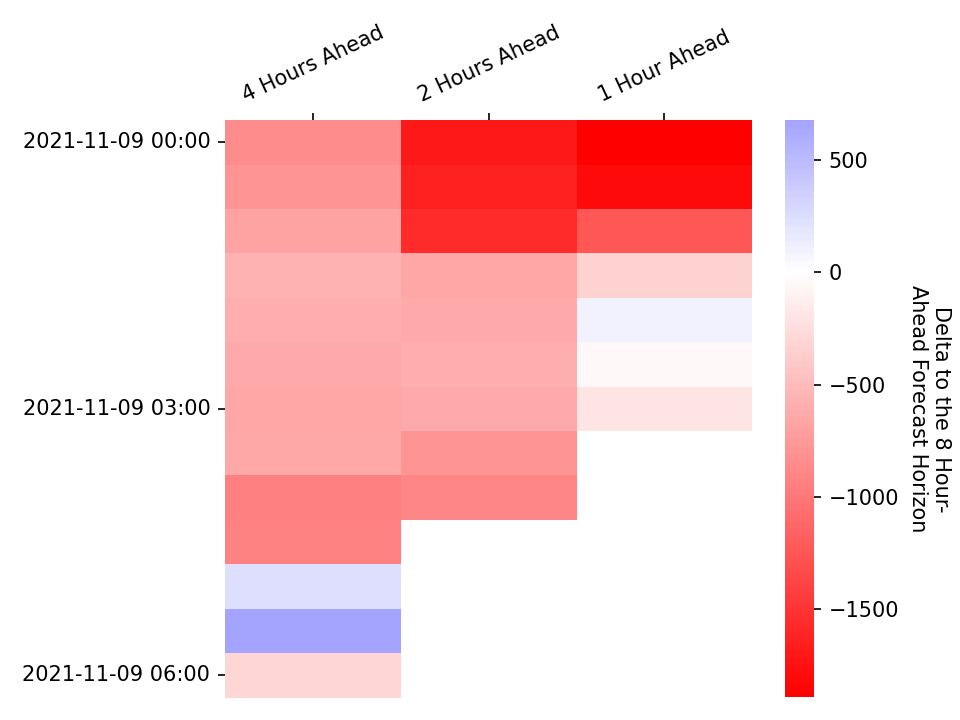 4 Hours Ahead
2 Hours Ahead
1 Hour Ahead
2021-11-09 00:00
2021-11-09 03:00
2021-11-09 06:00
500
0
−500
−1000
−1500
Delta to the 8 Hour-
Ahead Forecast Horizon